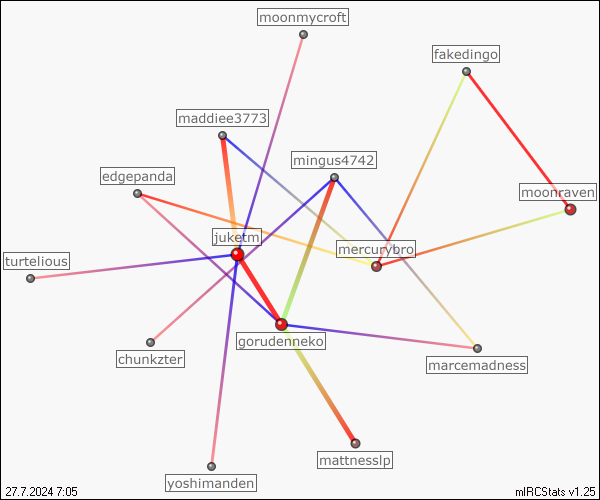 moonmycroft
fakedingo
maddiee3773
mingus4742
edgepanda
moonraven
juketm
mercurybro
turtelious
gorudenneko
chunkzter
marcemadness
mattnesslp
yoshimanden
27.7.2024 7:05
mIRCStats v1.25